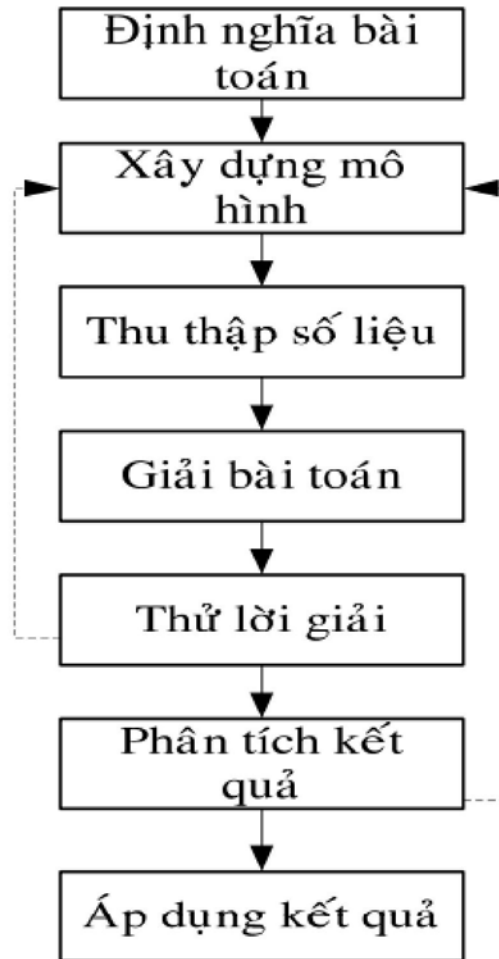 Định nghĩa bài
toán
Xây dựng mô
hình
Thu thập số liệu
Giải bài toán
Thử lời giải
Phân tích kết
quả
Áp dụng kết quả